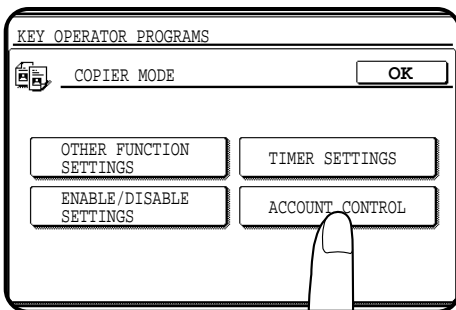 KEY OPERATOR PROGRAMS
COPIER MODE
OK
OTHER FUNCTION
SETTINGS
TIMER SETTINGS
ENABLE/DISABLE
SETTINGS
ACCOUNT CONTROL